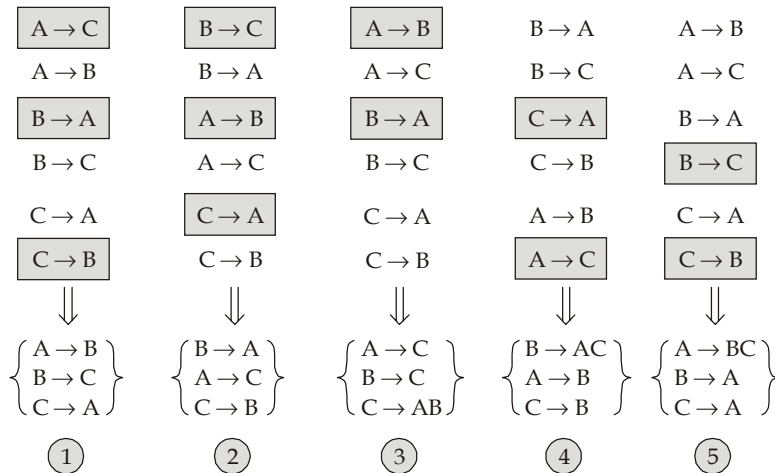 A → C B → C A → B B → A A → B
A → B B → A A → C B → C A → C
B → A A → B B → A C → A B → A
B → C A → C B → C C → B B → C
C → A C → A C → A A → B C → A
C → B C → B C → B A → C C → B
⇓ ⇓ ⇓ ⇓ ⇓
A → B B → A A → C B → AC A → BC
B → C A → C B → C A → B B → A
C → A C → B C → AB C → B C → A
1 2 3 4 5